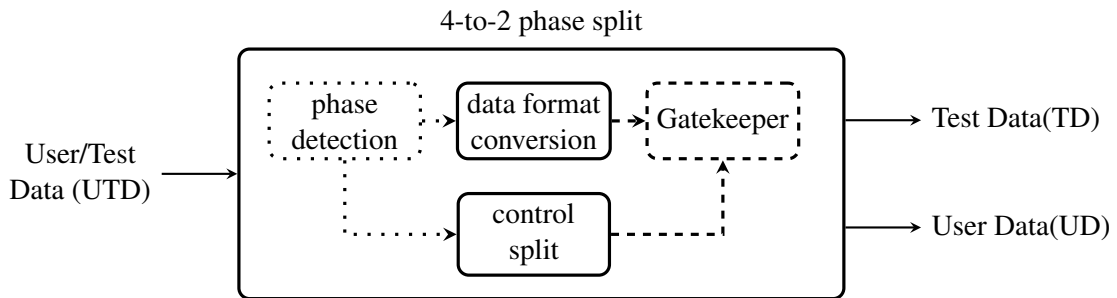 4-to-2 phase split
phase
detection
data format
conversion
Gatekeeper
control
split
User/Test
Data (UTD)
Test Data(TD)
User Data(UD)